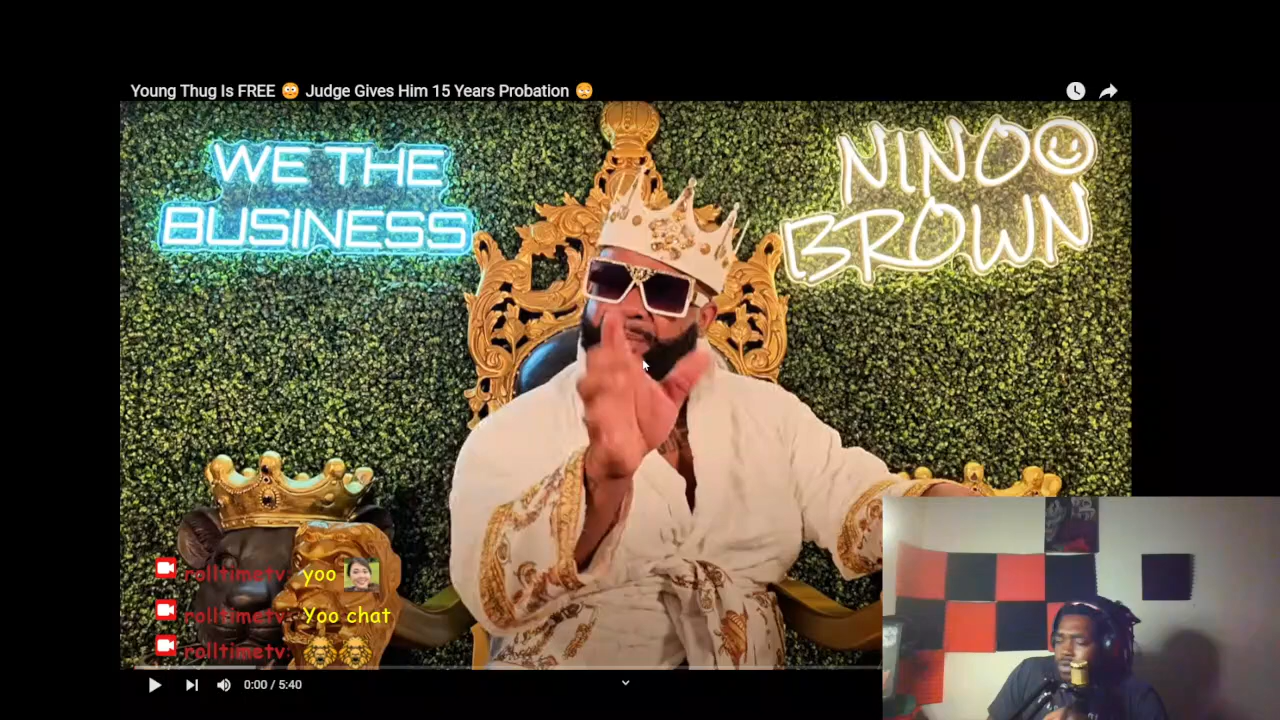 Young Thug Is FREE 😳 Judge Gives Him 15 Years Probation 😳
WE THE
BUSINESS
NINO
BROWN
rolltimetv: yoo
rolltimetv: Yoo chat
rolltimetv: 🦁🦁
0:00 / 5:40